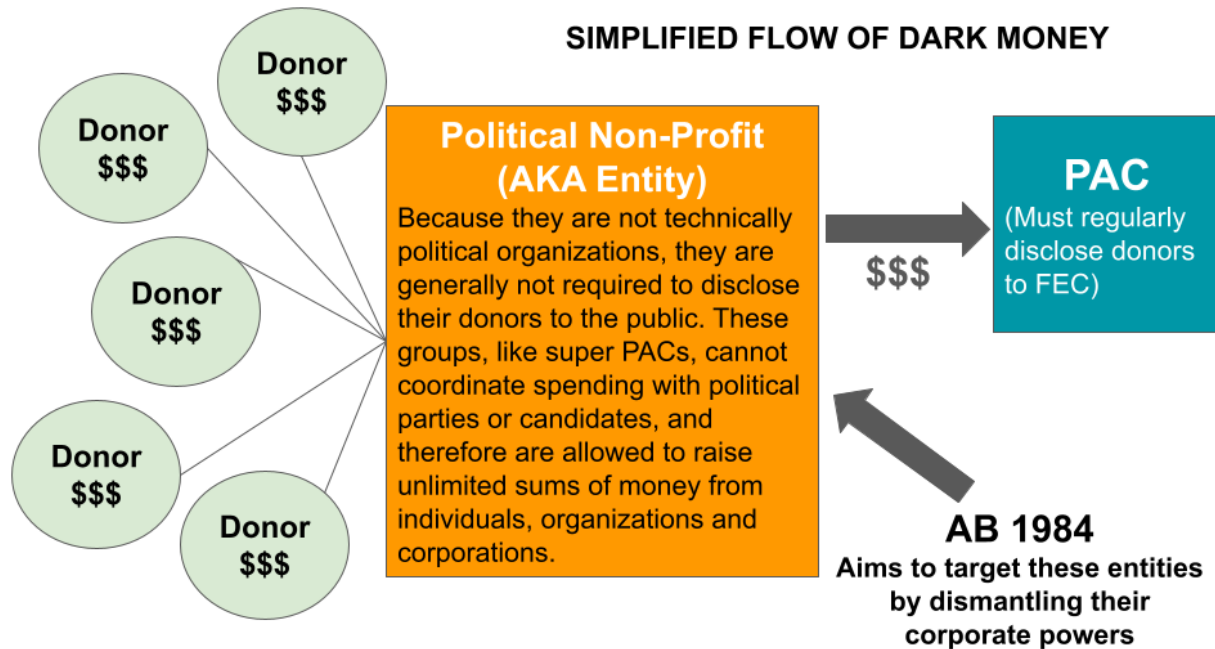 SIMPLIFIED FLOW OF DARK MONEY
Donor
$$$
Donor
$$$
Donor
$$$
Donor
$$$
Donor
$$$
Political Non-Profit
(AKA Entity)
Because they are not technically
political organizations, they are
generally not required to disclose
their donors to the public. These
groups, like super PACs, cannot
coordinate spending with political
parties or candidates, and
therefore are allowed to raise
unlimited sums of money from
individuals, organizations and
corporations.
$$$
PAC
(Must regularly
disclose donors
to FEC)
AB 1984
Aims to target these entities
by dismantling their
corporate powers